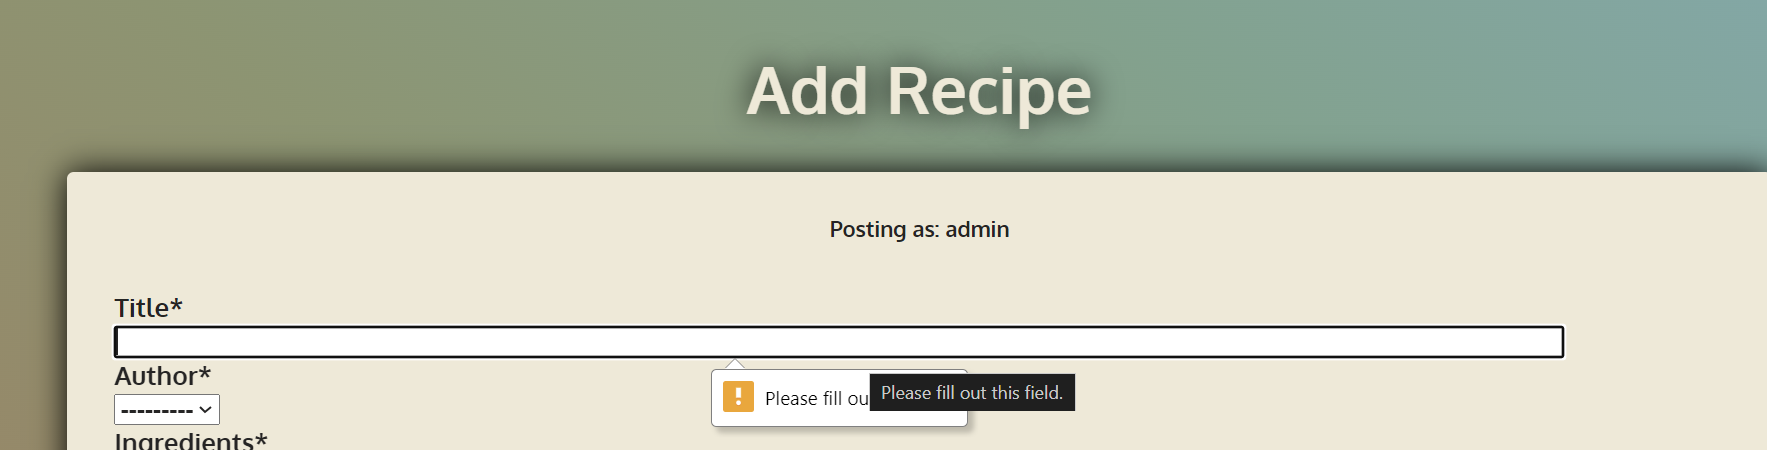 Add Recipe
Posting as: admin
Title*
Author*
---------
Please fill ou
Please fill out this field.
Ingredients*